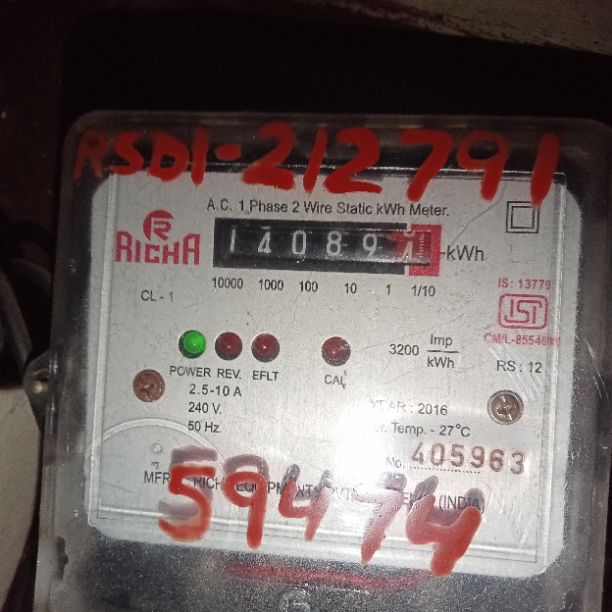 RSDI-212791
A.C. 1 Phase 2 Wire Static kWh Meter.
RICHA
14089 kWh
10000 1000 100 10 1 1/10
CL - 1
IS: 13779
ISI
CM/L-85546
3200 Imp/kWh
RS : 12
POWER REV. EFLT CAL
2.5-10 A
240 V.
50 Hz.
YEAR : 2016
Temp. - 27°C
No. 405963
MFR (INDIA)
59474